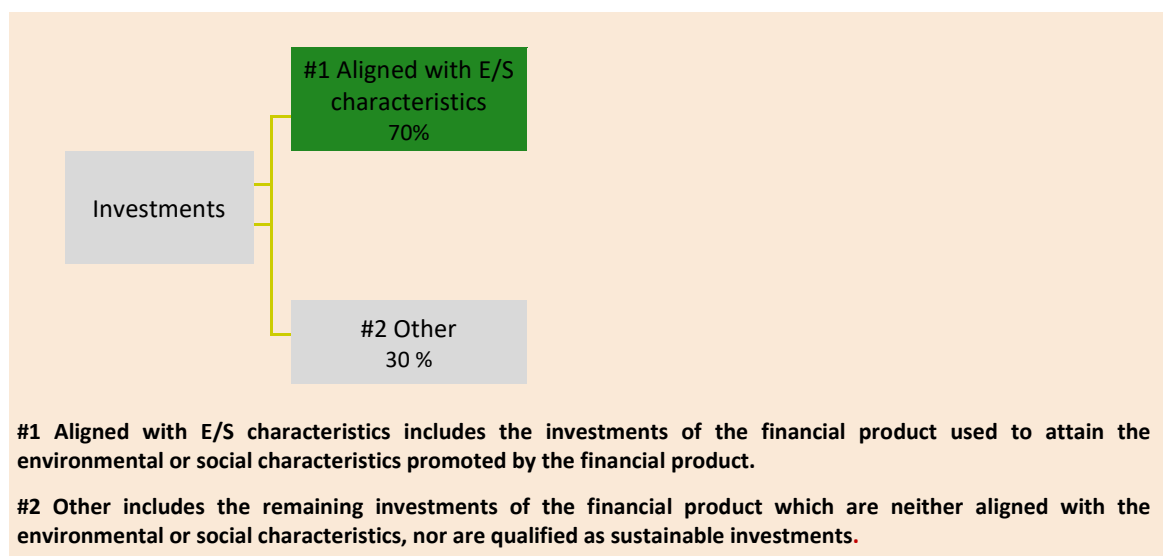 #1 Aligned with E/S
characteristics
70%
Investments
#2 Other
30 %
#1 Aligned with E/S characteristics includes the investments of the financial product used to attain the
environmental or social characteristics promoted by the financial product.
#2 Other includes the remaining investments of the financial product which are neither aligned with the
environmental or social characteristics, nor are qualified as sustainable investments.